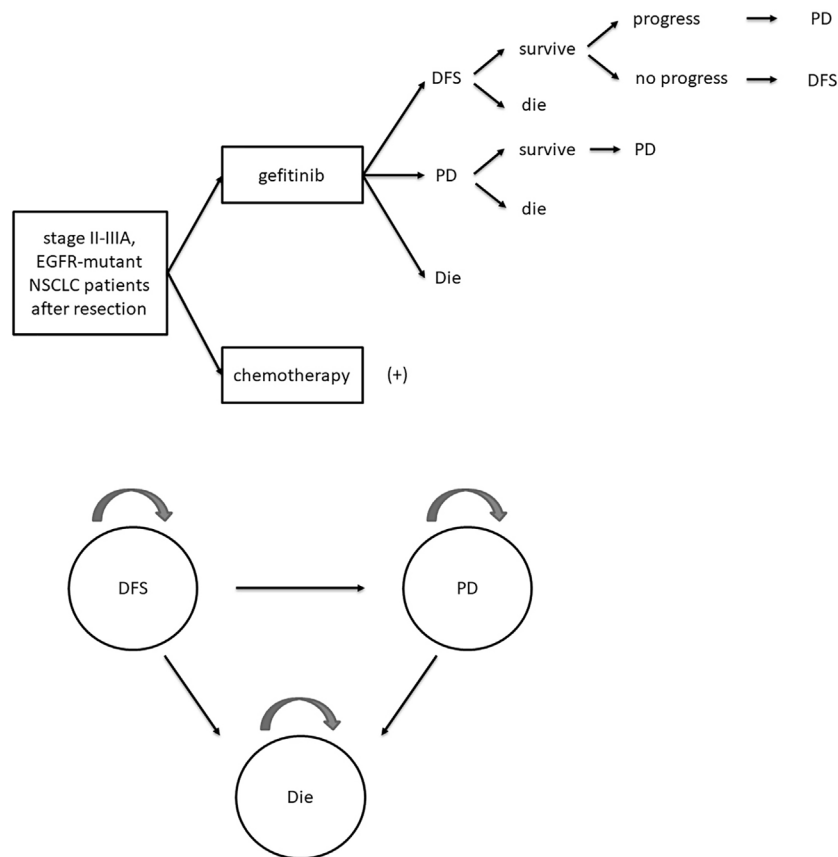 progress
PD
survive
DFS
no progress
DFS
die
gefitinib
PD
survive
PD
die
stage II-IIIA,
EGFR-mutant
NSCLC patients
after resection
Die
chemotherapy
(+)
DFS
PD
Die